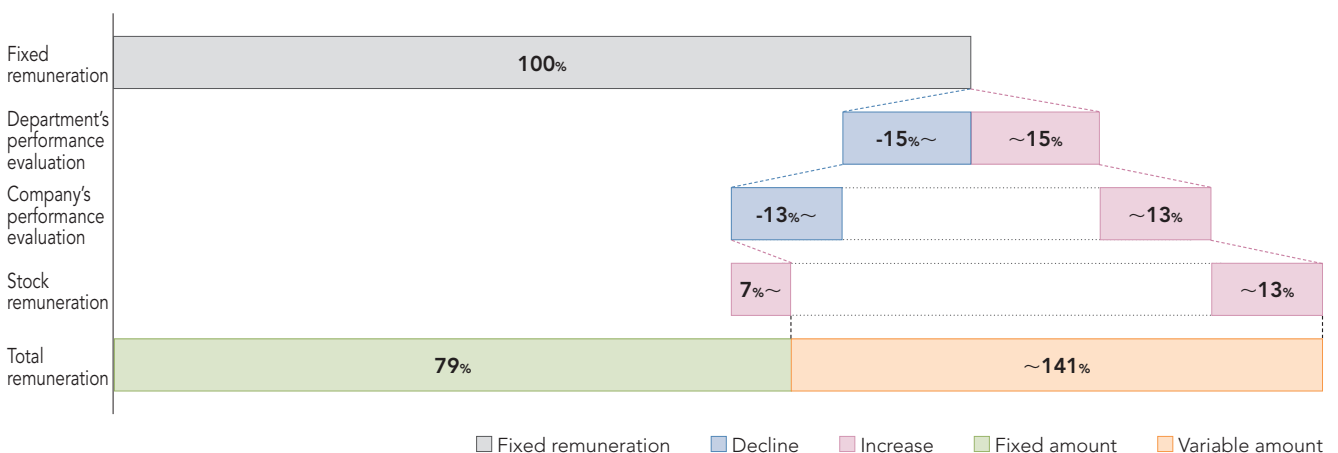 Fixed
remuneration
100%
Department's
performance
evaluation
-15%~
~15%
Company's
performance
evaluation
-13%~
~13%
Stock
remuneration
7%~
~13%
Total
remuneration
79%
~141%
Fixed remuneration
Decline
Increase
Fixed amount
Variable amount